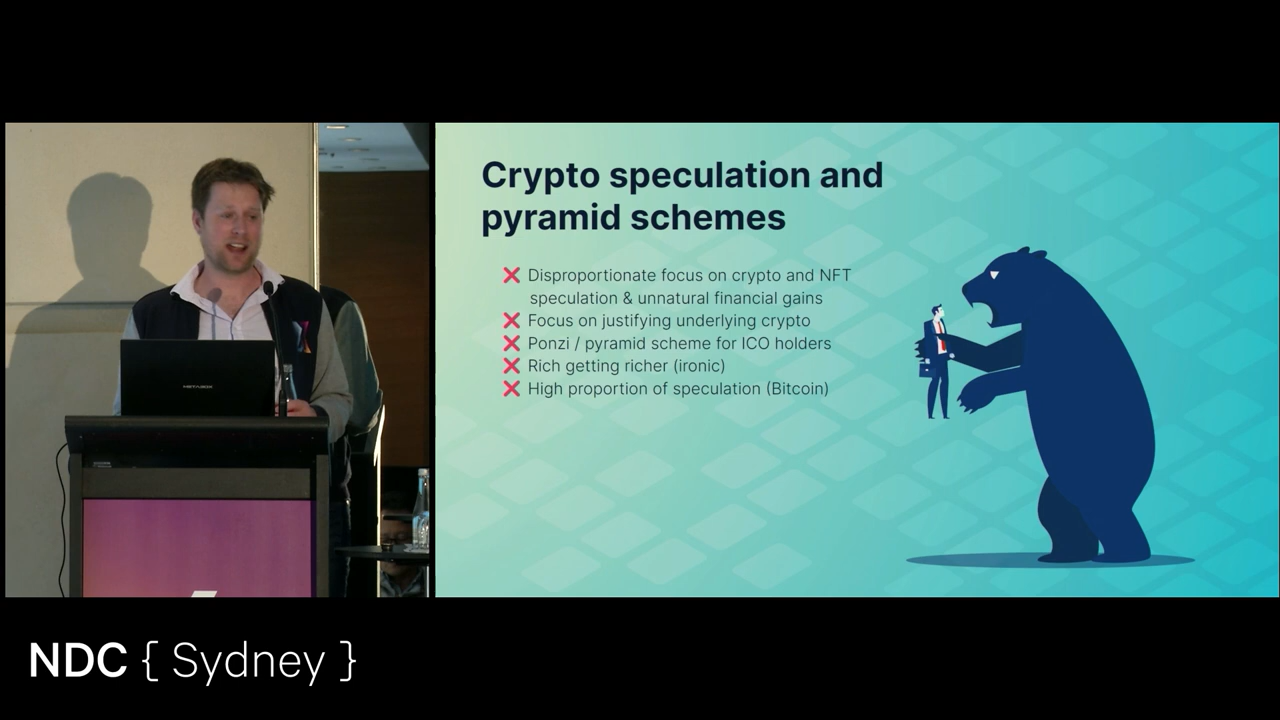 Crypto speculation and
pyramid schemes
❌ Disproportionate focus on crypto and NFT
speculation & unnatural financial gains
❌ Focus on justifying underlying crypto
❌ Ponzi / pyramid scheme for ICO holders
❌ Rich getting richer (ironic)
❌ High proportion of speculation (Bitcoin)
METABOX
NDC { Sydney }